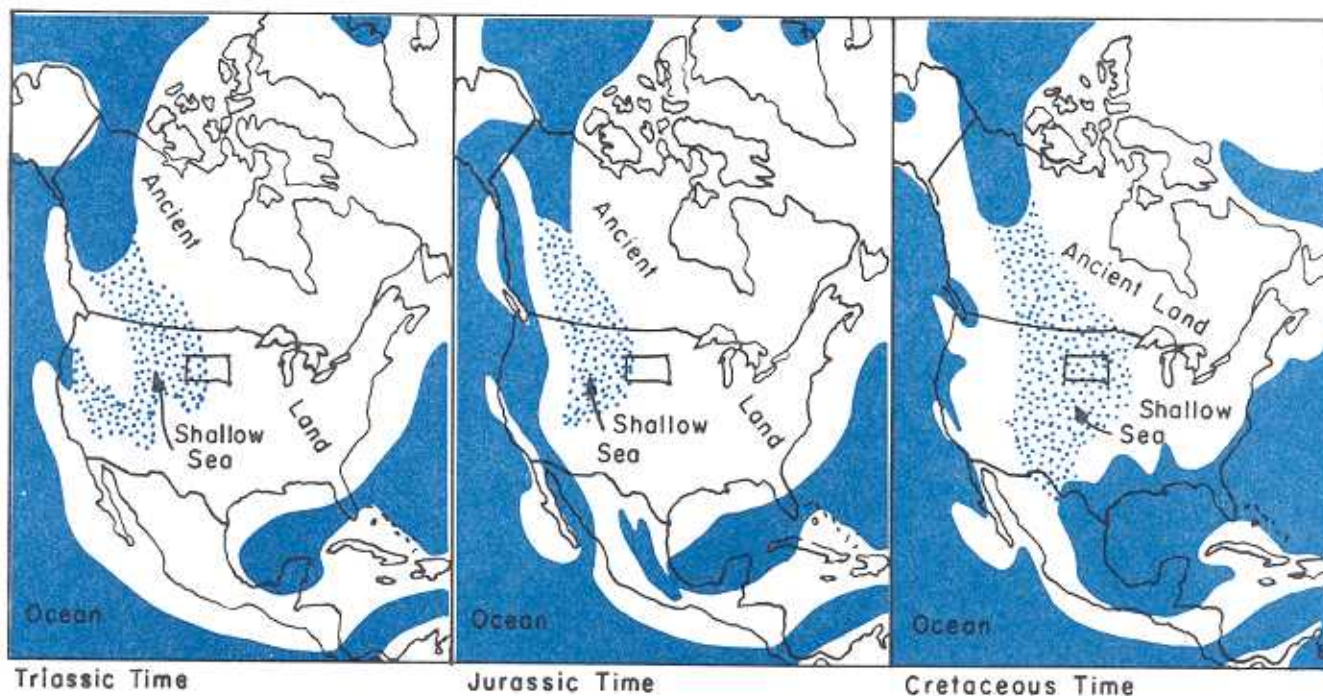 Ancient
Land
Shallow
Sea
Ocean
Triassic Time
Ancient
Land
Shallow
Sea
Ocean
Jurassic Time
Ancient Land
Shallow
Sea
Ocean
Cretaceous Time